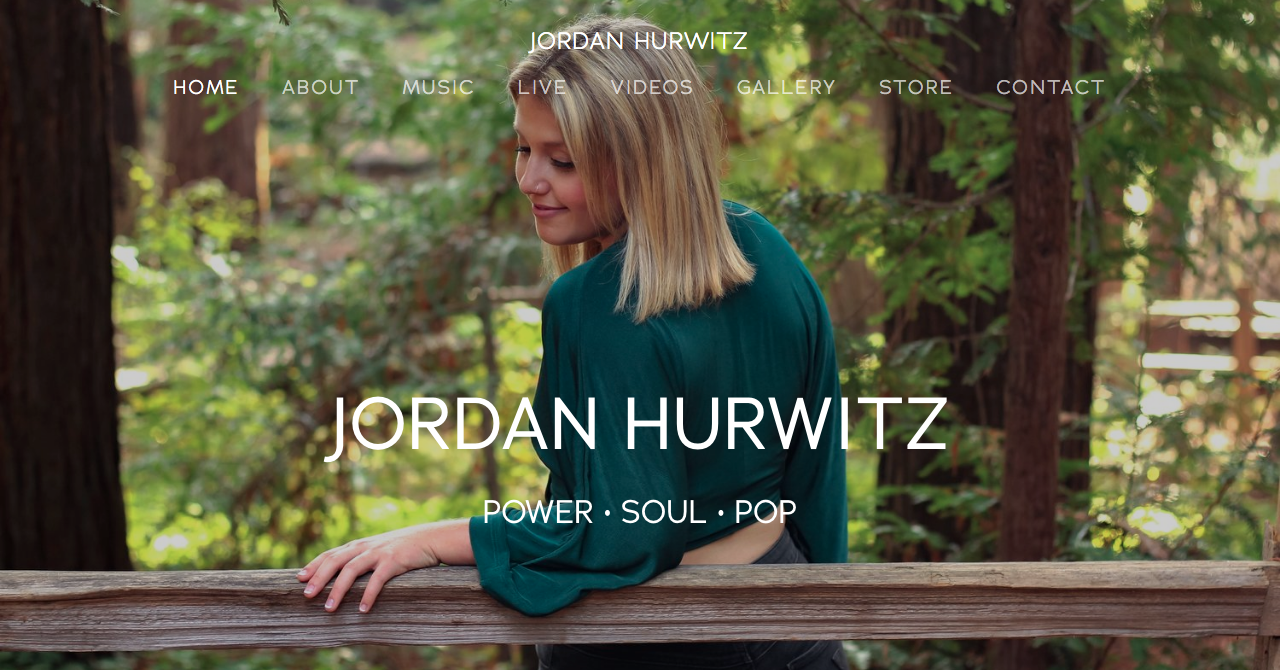 JORDAN HURWITZ
HOME ABOUT MUSIC LIVE VIDEOS GALLERY STORE CONTACT
JORDAN HURWITZ
POWER • SOUL • POP